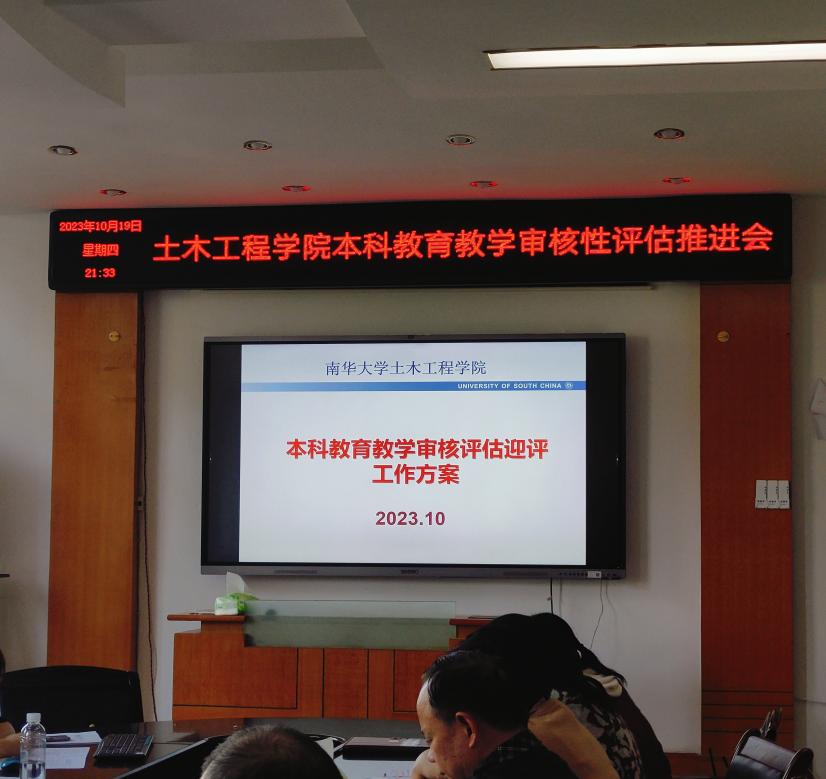 2023年10月19日
星期四
21:33
土木工程学院本科教育教学审核性评估推进会
南华大学土木工程学院
UNIVERSITY OF SOUTH CHINA
本科教育教学审核评估迎评
工作方案
2023.10